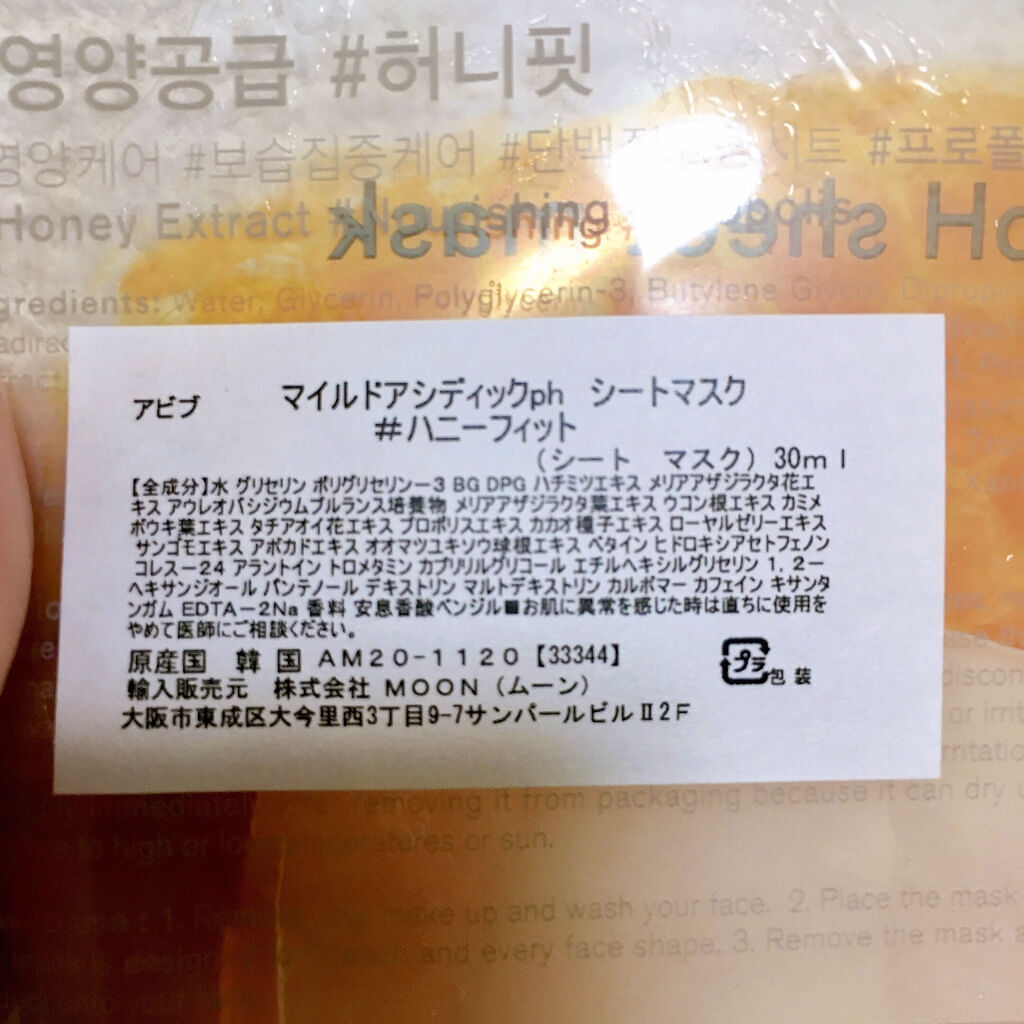 영양공급 #허니핏
영양케어 #보습집중케어 #단백 시트 #프로폴
Honey Extract #Nourishing
pH sheet mask
gredients: Water, Glycerin, Polyglycerin-3, Butylene Glycol,
アビブ マイルドアシディックph シートマスク
#ハニーフィット
(シート マスク) 30ml
【全成分】水 グリセリン ポリグリセリン-3 BG DPG ハチミツエキス メリアアザジラクタ花エ
キス アウレオバシジウムプルランス培養物 メリアアザジラクタ葉エキス ウコン根エキス カミメ
ボウキ葉エキス タチアオイ花エキス プロポリスエキス カカオ種子エキス ローヤルゼリーエキス
サンゴモエキス アボカドエキス オオマツユキソウ球根エキス ベタイン ヒドロキシアセトフェノン
コレス-24 アラントイン トロメタミン カプリリルグリコール エチルヘキシルグリセリン 1,2-
ヘキサンジオール パンテノール デキストリン マルトデキストリン カルボマー カフェイン キサンタ
ンガム EDTA-2Na 香料 安息香酸ベンジル■お肌に異常を感じた時は直ちに使用を
やめて医師にご相談ください。
原産国 韓国 AM20-1120【33344】
プラ 包装
輸入販売元 株式会社 MOON (ムーン)
大阪市東成区大今里西3丁目9-7サンパールビルⅡ2F
discon
or irrit
immediately after removing it from packaging because it can dry
to high or low temperatures or sun.
1. make up and wash your face. 2. Place the mask
and every face shape. 3. Remove the mask